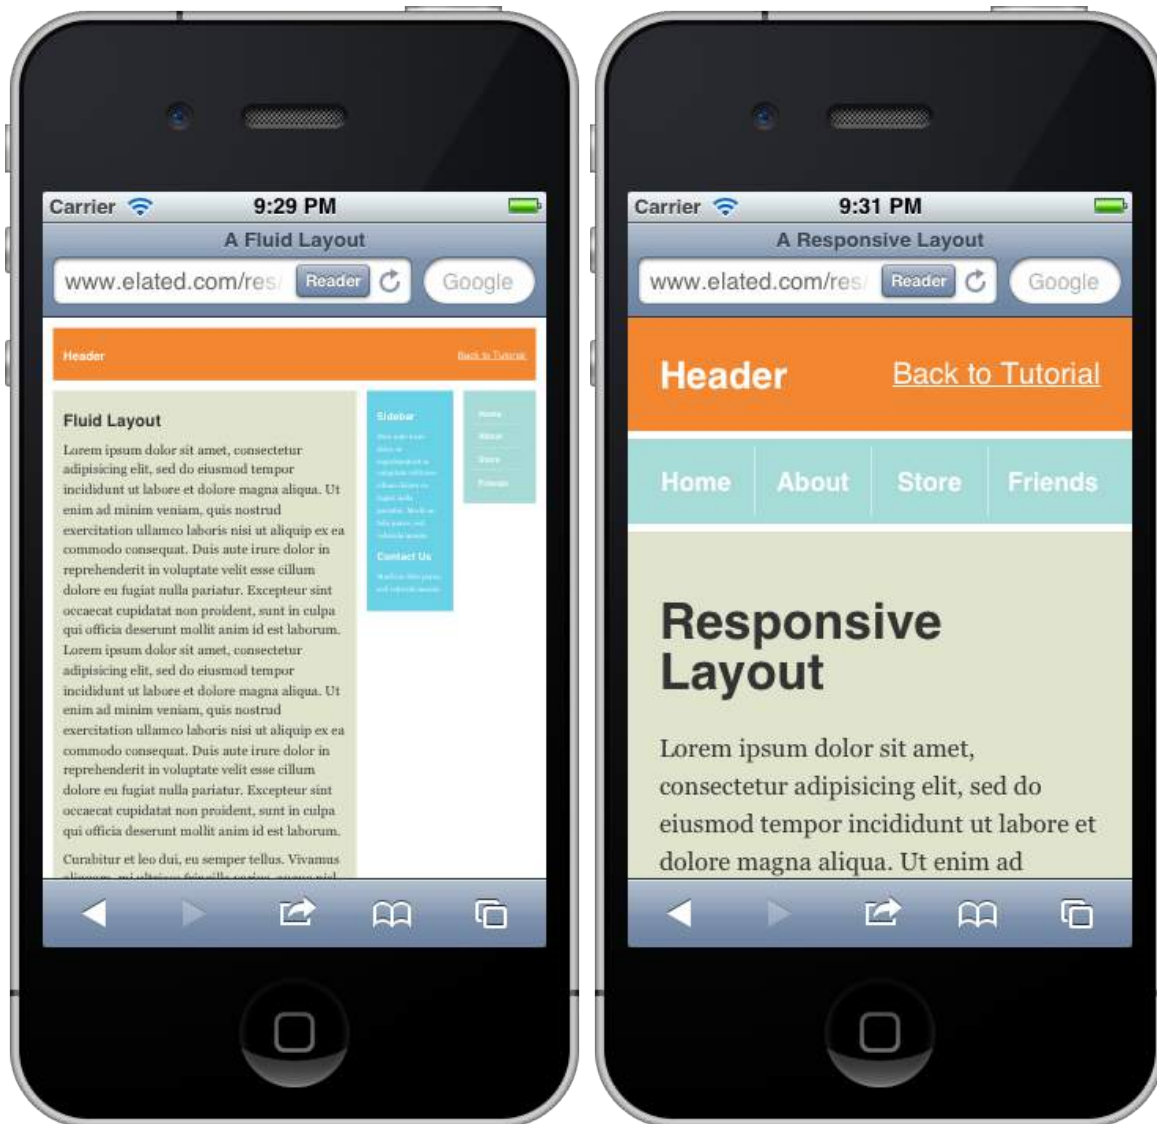 Carrier
9:29 PM
A Fluid Layout
www.elated.com/res/
Reader
Google
Header
Back to Tutorial
Fluid Layout
Lorem ipsum dolor sit amet, consectetur
adipisicing elit, sed do eiusmod tempor
incididunt ut labore et dolore magna aliqua. Ut
enim ad minim veniam, quis nostrud
exercitation ullamco laboris nisi ut aliquip ex ea
commodo consequat. Duis aute irure dolor in
reprehenderit in voluptate velit esse cillum
dolore eu fugiat nulla pariatur. Excepteur sint
occaecat cupidatat non proident, sunt in culpa
qui officia deserunt mollit anim id est laborum.
Lorem ipsum dolor sit amet, consectetur
adipisicing elit, sed do eiusmod tempor
incididunt ut labore et dolore magna aliqua. Ut
enim ad minim veniam, quis nostrud
exercitation ullamco laboris nisi ut aliquip ex ea
commodo consequat. Duis aute irure dolor in
reprehenderit in voluptate velit esse cillum
dolore eu fugiat nulla pariatur. Excepteur sint
occaecat cupidatat non proident, sunt in culpa
qui officia deserunt mollit anim id est laborum.
Curabitur et leo dui, eu semper tellus. Vivamus
Sidebar
Contact Us
Home
About
Store
Friends
Carrier
9:31 PM
A Responsive Layout
www.elated.com/res/
Reader
Google
Header
Back to Tutorial
Home
About
Store
Friends
Responsive
Layout
Lorem ipsum dolor sit amet,
consectetur adipisicing elit, sed do
eiusmod tempor incididunt ut labore et
dolore magna aliqua. Ut enim ad